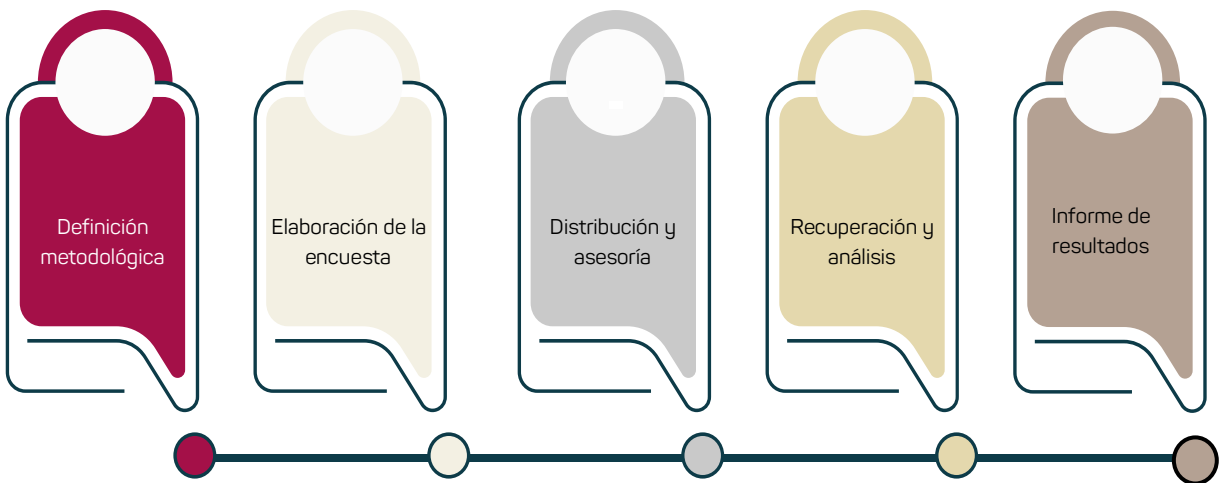 Definición
metodológica
Elaboración de la
encuesta
Distribución y
asesoría
Recuperación y
análisis
Informe de
resultados